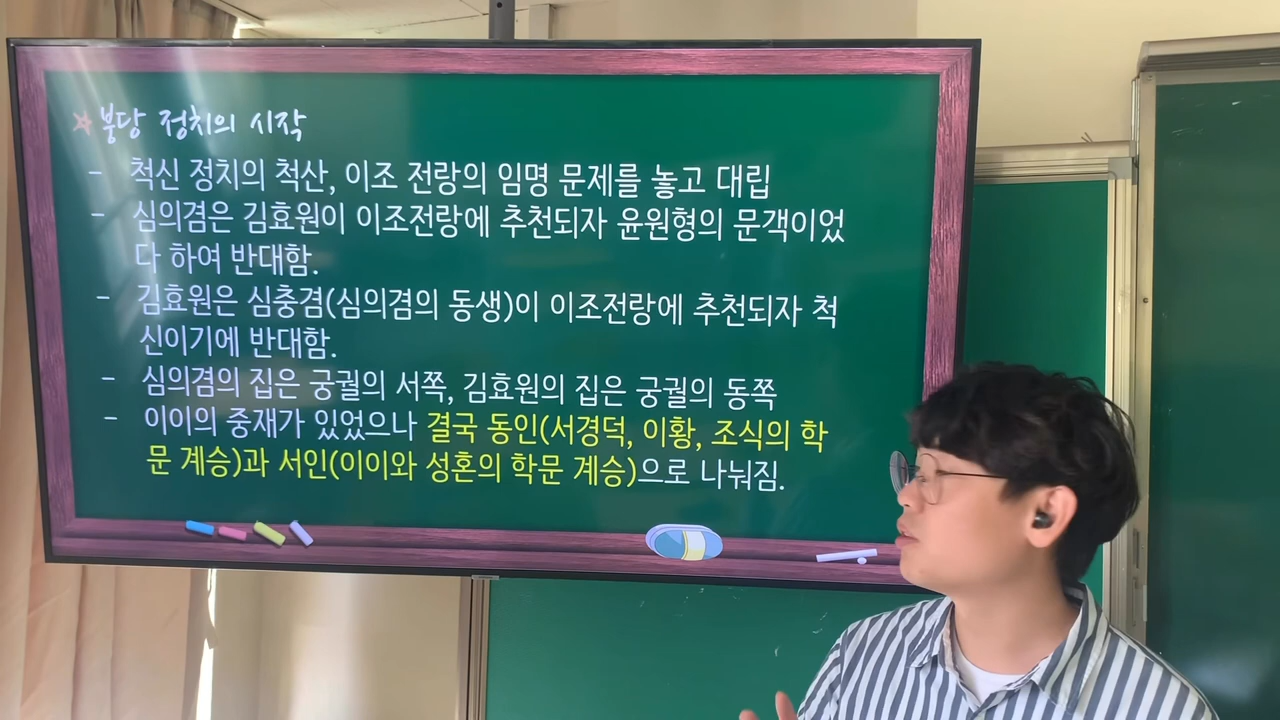 붕당 정치의 시작
- 척신 정치의 척산, 이조 전랑의 임명 문제를 놓고 대립
- 심의겸은 김효원이 이조전랑에 추천되자 윤원형의 문객이었
다 하여 반대함.
- 김효원은 심충겸(심의겸의 동생)이 이조전랑에 추천되자 척
신이기에 반대함.
- 심의겸의 집은 궁궐의 서쪽, 김효원의 집은 궁궐의 동쪽
- 이이의 중재가 있었으나 결국 동인(서경덕, 이황, 조식의 학
문 계승)과 서인(이이와 성혼의 학문 계승)으로 나눠짐.